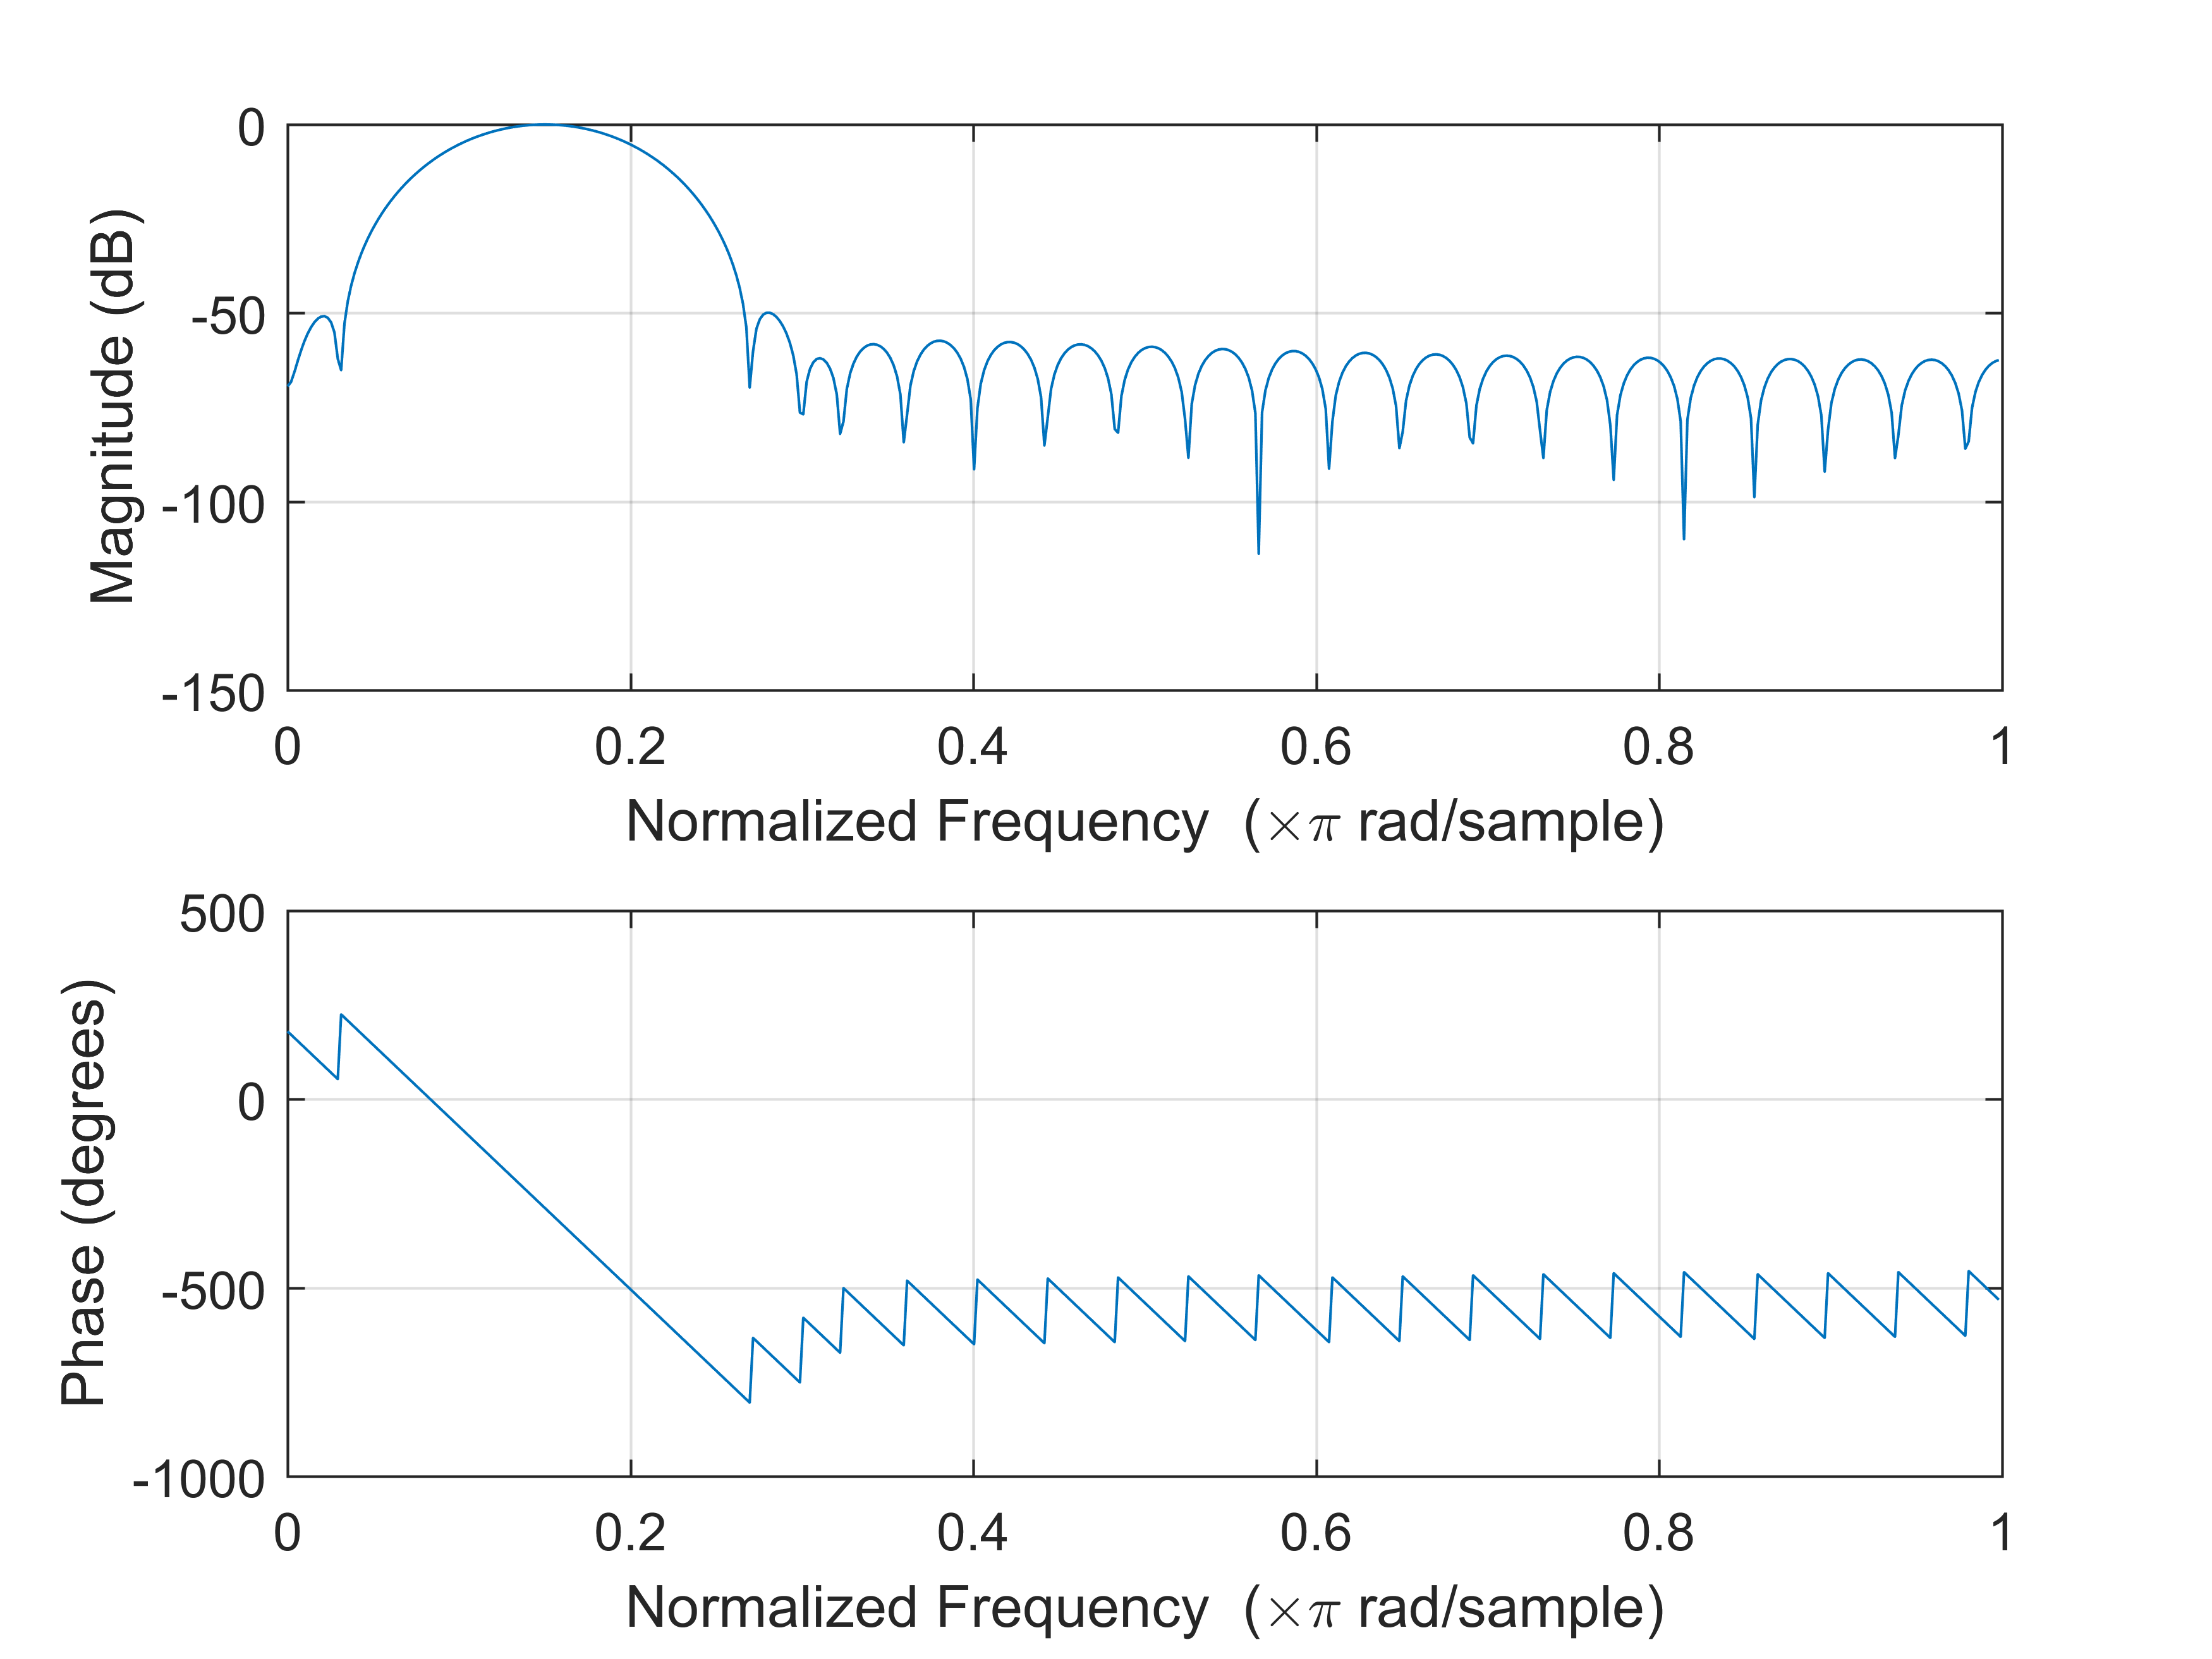 0
-50
-100
-150
Magnitude (dB)
0 0.2 0.4 0.6 0.8 1
Normalized Frequency (×π rad/sample)
500
0
-500
-1000
Phase (degrees)
0 0.2 0.4 0.6 0.8 1
Normalized Frequency (×π rad/sample)